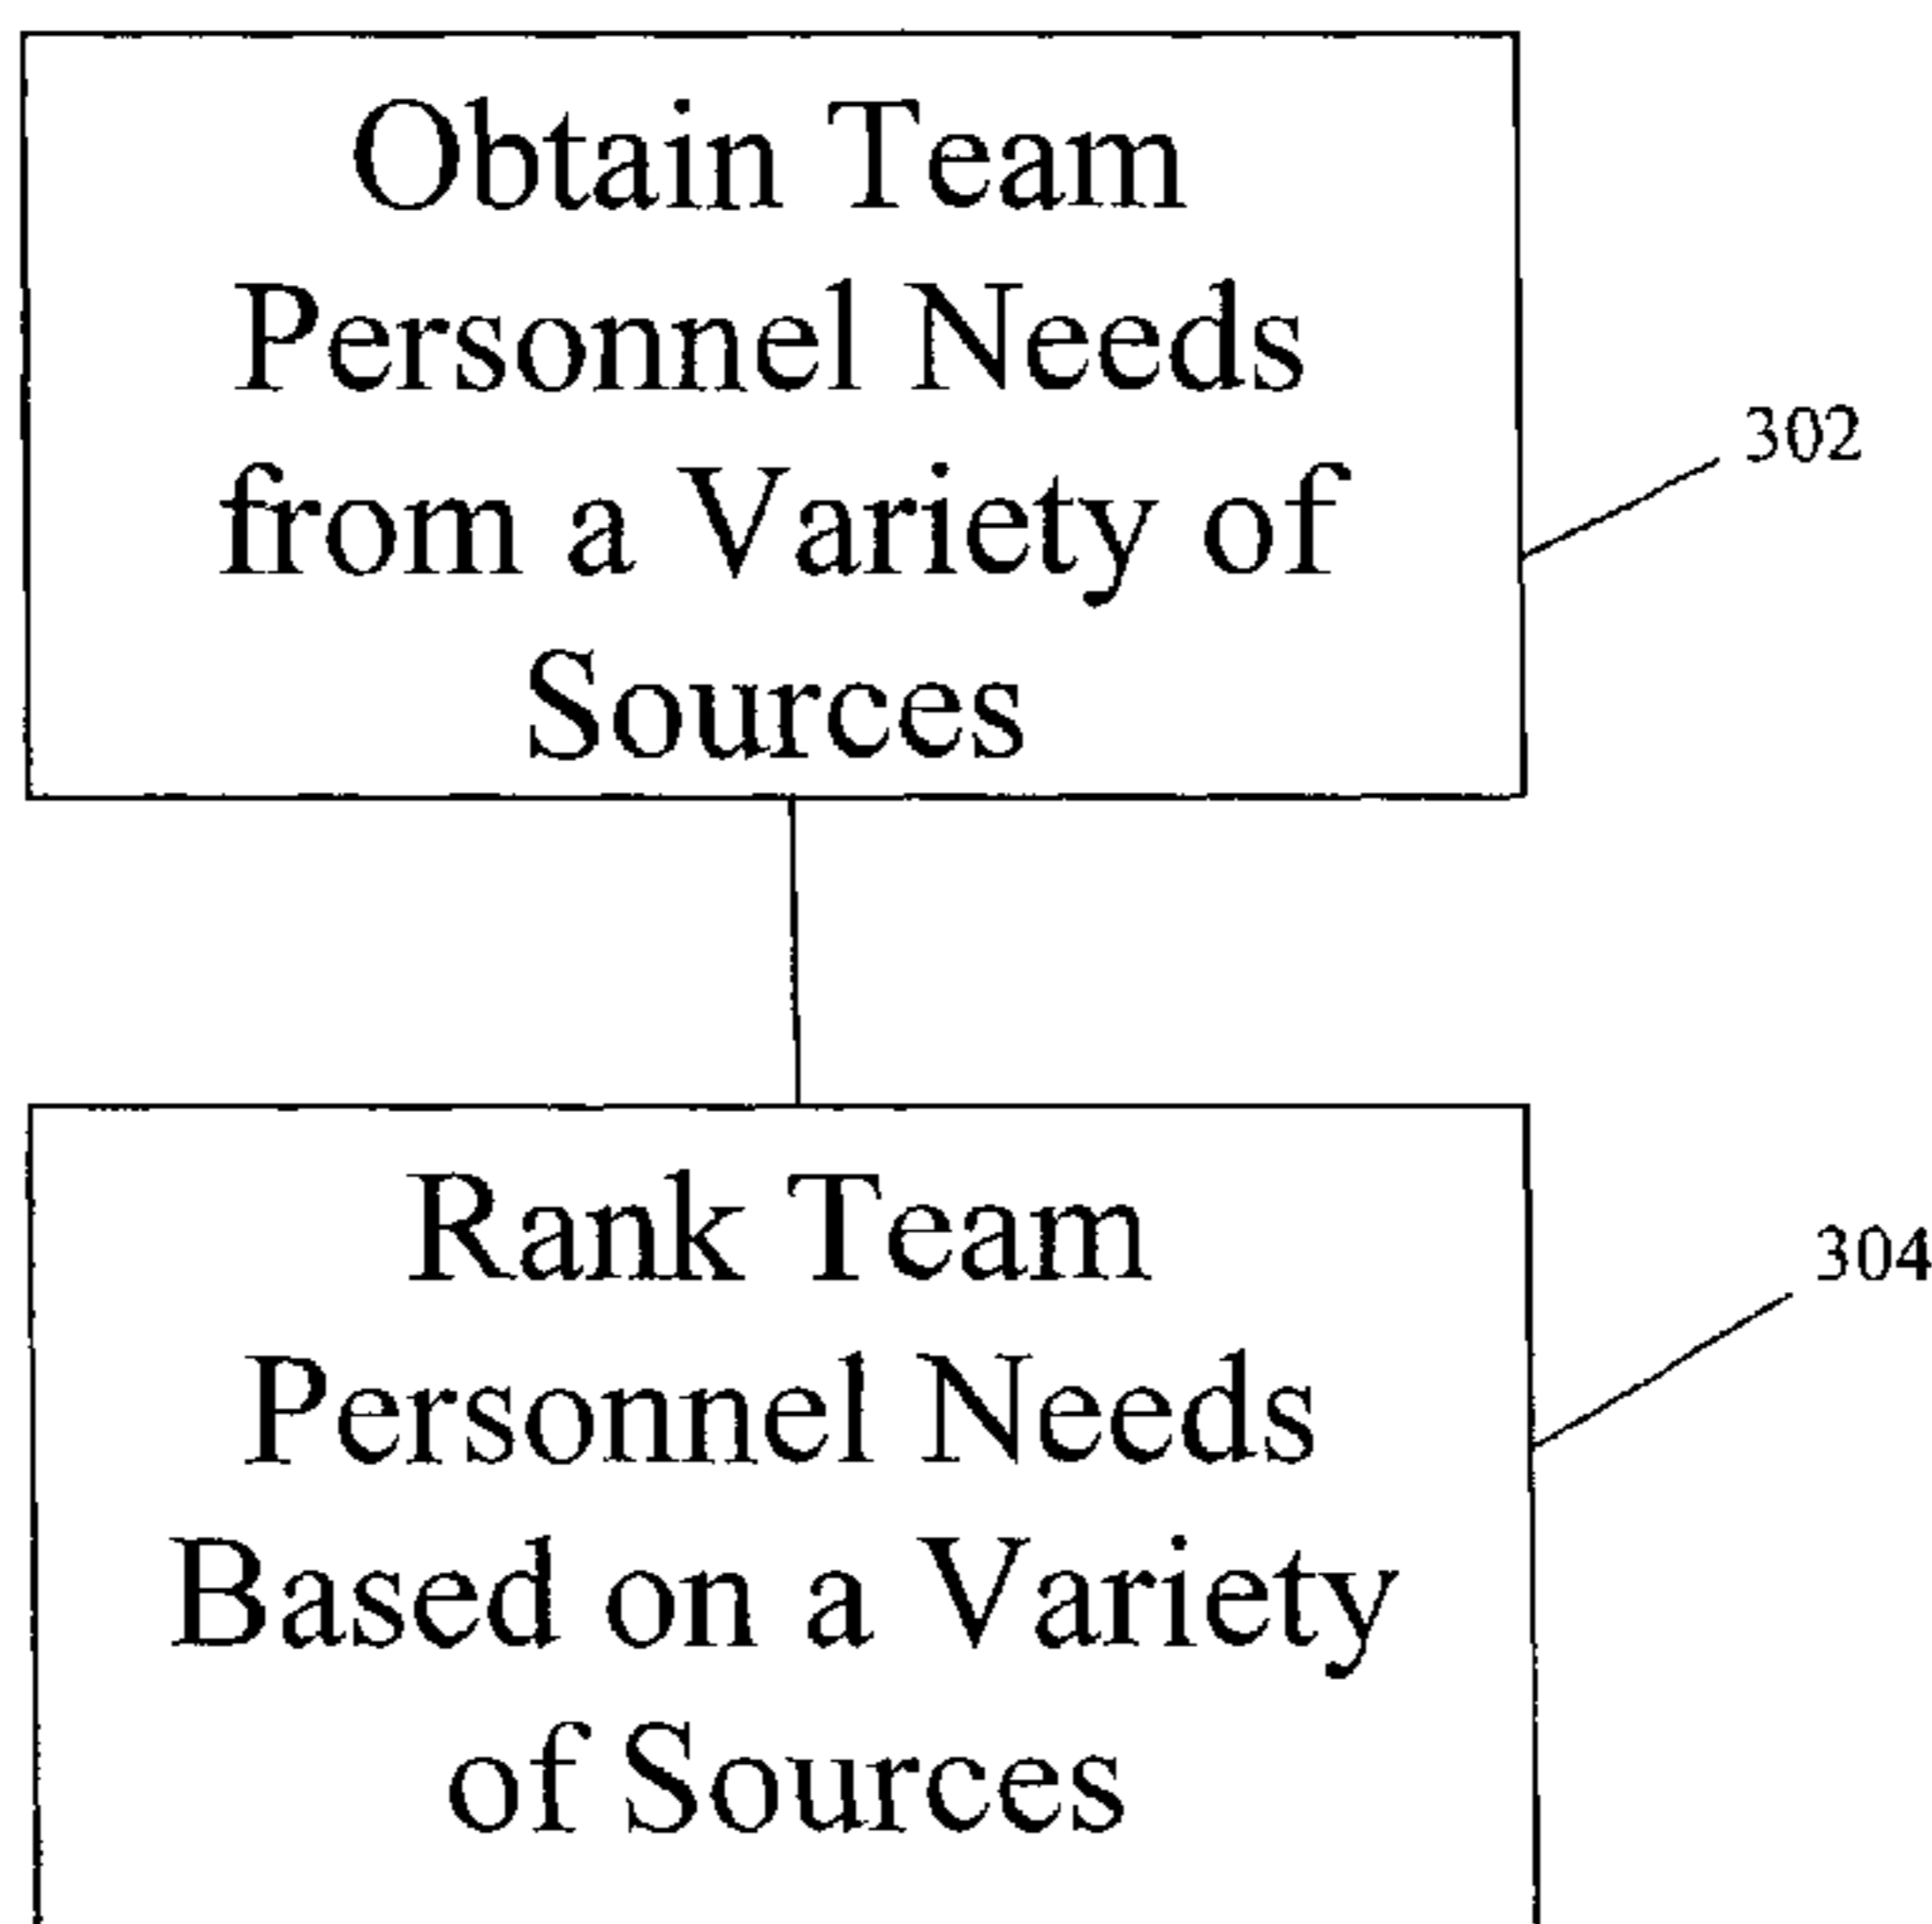 Obtain Team
Personnel Needs
from a Variety of
Sources
302
Rank Team
Personnel Needs
Based on a Variety
of Sources
304